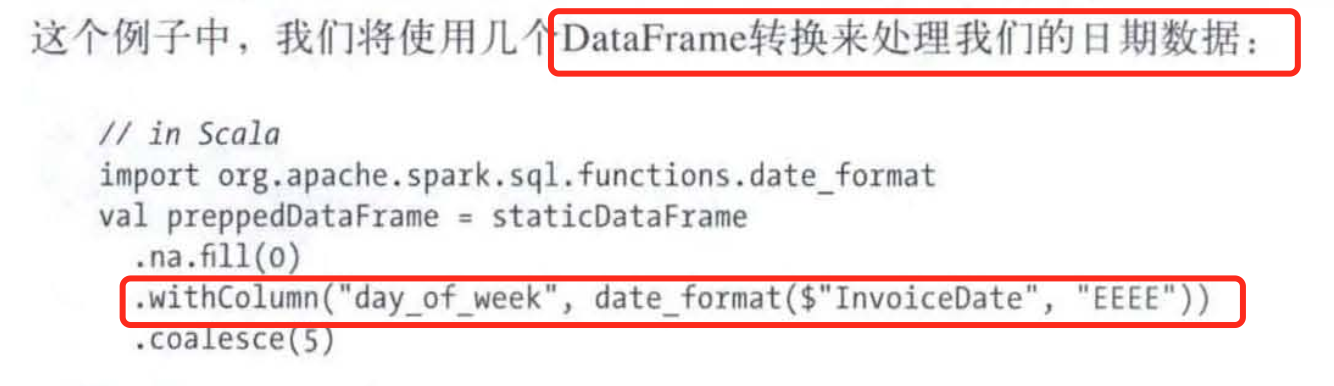 这个例子中，我们将使用几个DataFrame转换来处理我们的日期数据：
// in Scala
import org.apache.spark.sql.functions.date_format
val preppedDataFrame = staticDataFrame
.na.fill(0)
.withColumn("day_of_week", date_format($"InvoiceDate", "EEEE"))
.coalesce(5)